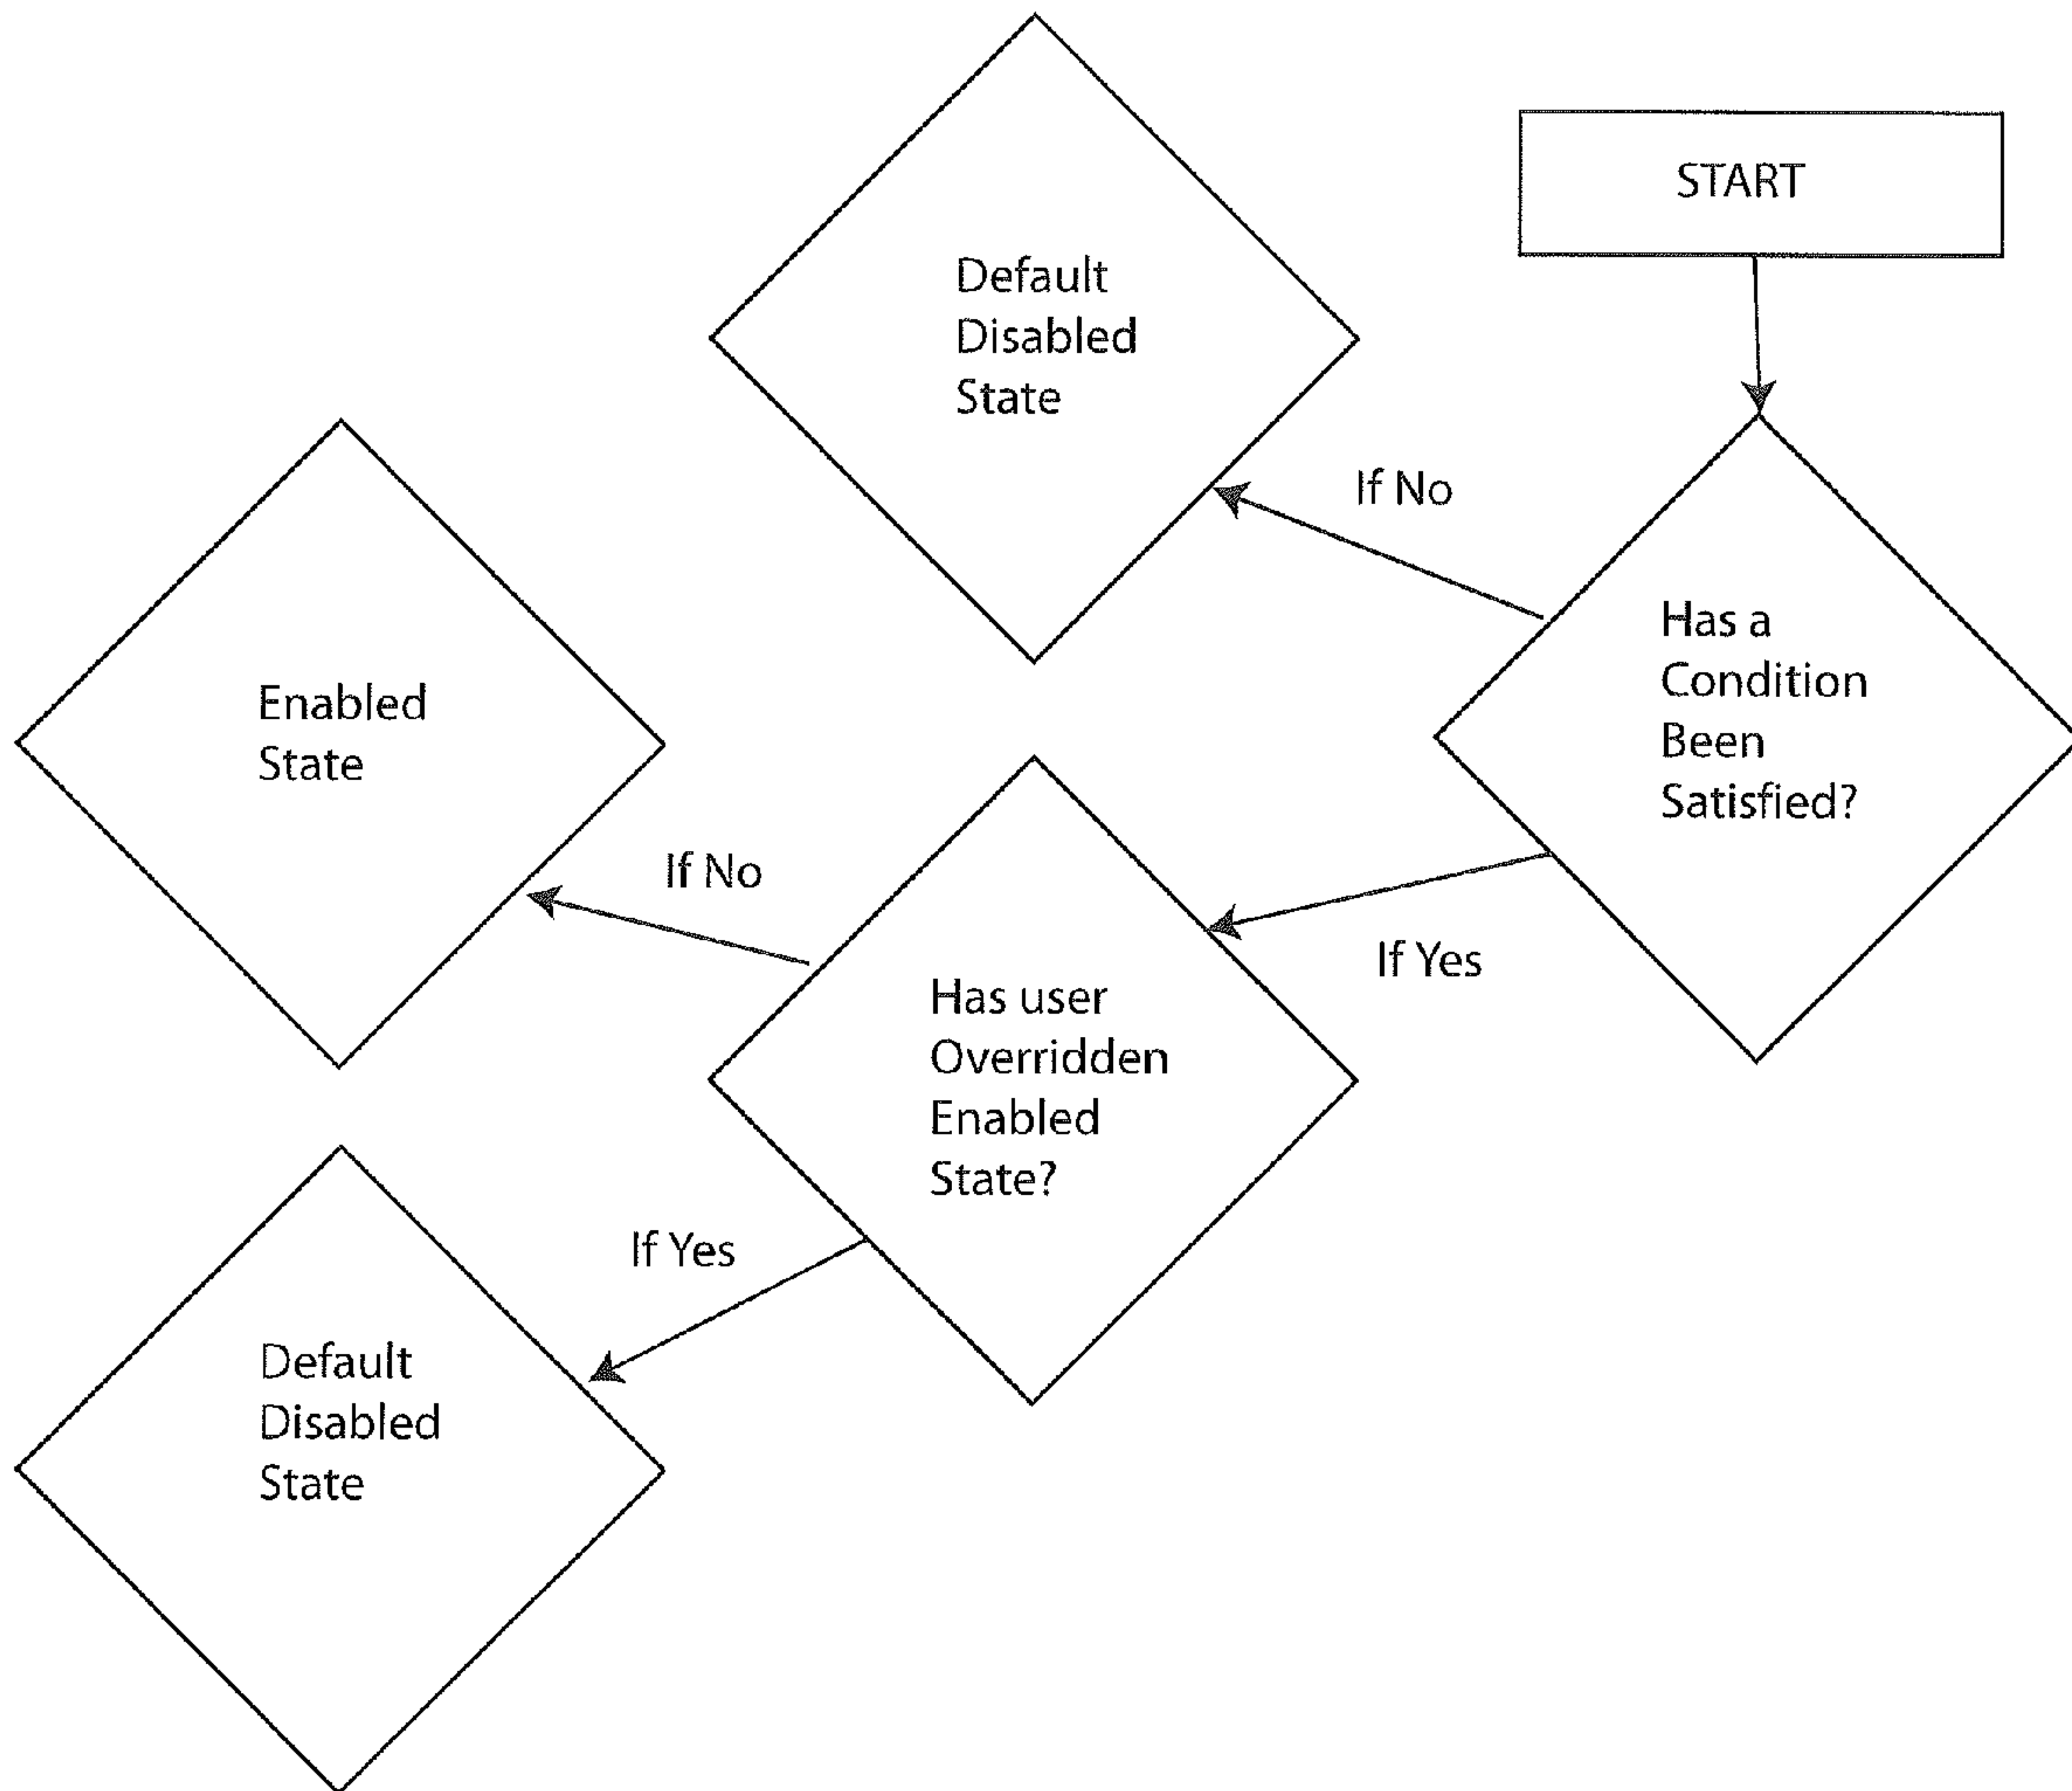 START
Default
Disabled
State
If No
Has a
Condition
Been
Satisfied?
Enabled
State
If No
If Yes
Has user
Overridden
Enabled
State?
If Yes
Default
Disabled
State